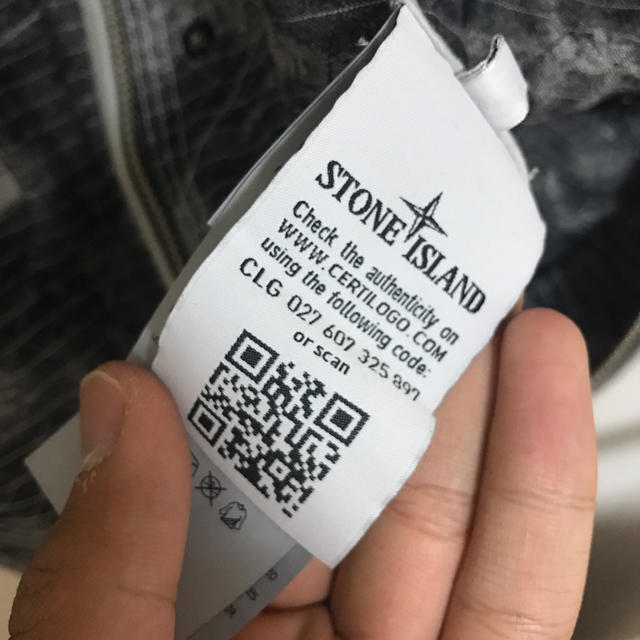 STONE ISLAND
Check the authenticity on
WWW.CERTILOGO.COM
using the following code:
CLG 027 607 325 897
or scan